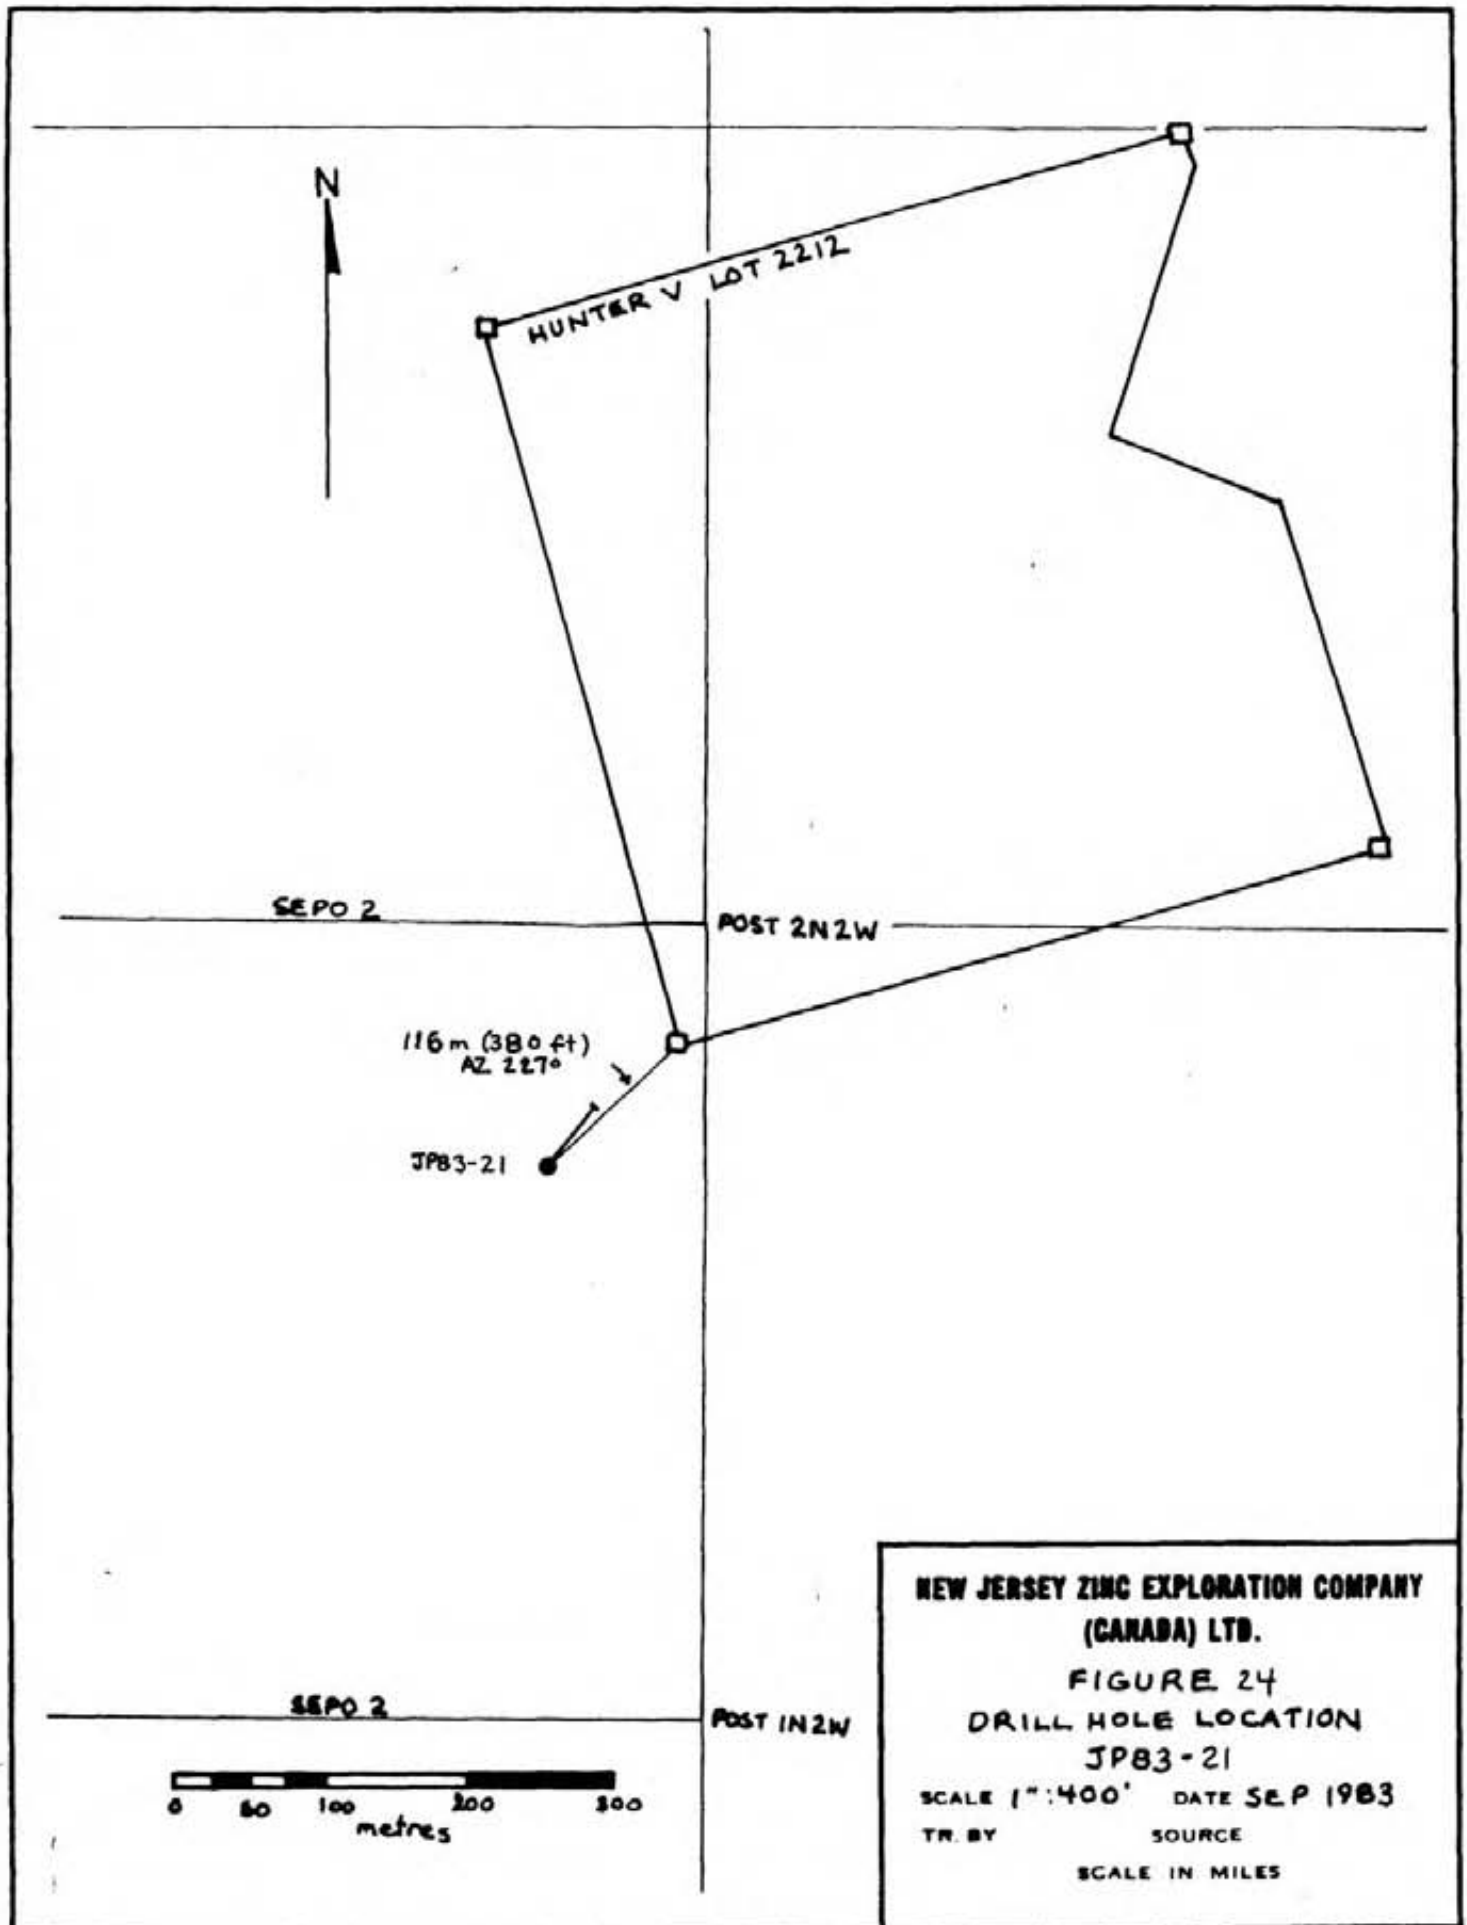 N
HUNTER V LOT 2212
SEPO 2
POST 2N2W
116m (380 ft)
AZ 227°
JP83-21
SEPO 2
POST 1N2W
0 50 100 200 300
metres
NEW JERSEY ZINC EXPLORATION COMPANY
(CANADA) LTD.
FIGURE 24
DRILL HOLE LOCATION
JP83-21
SCALE 1":400' DATE SEP 1983
TR. BY SOURCE
SCALE IN MILES